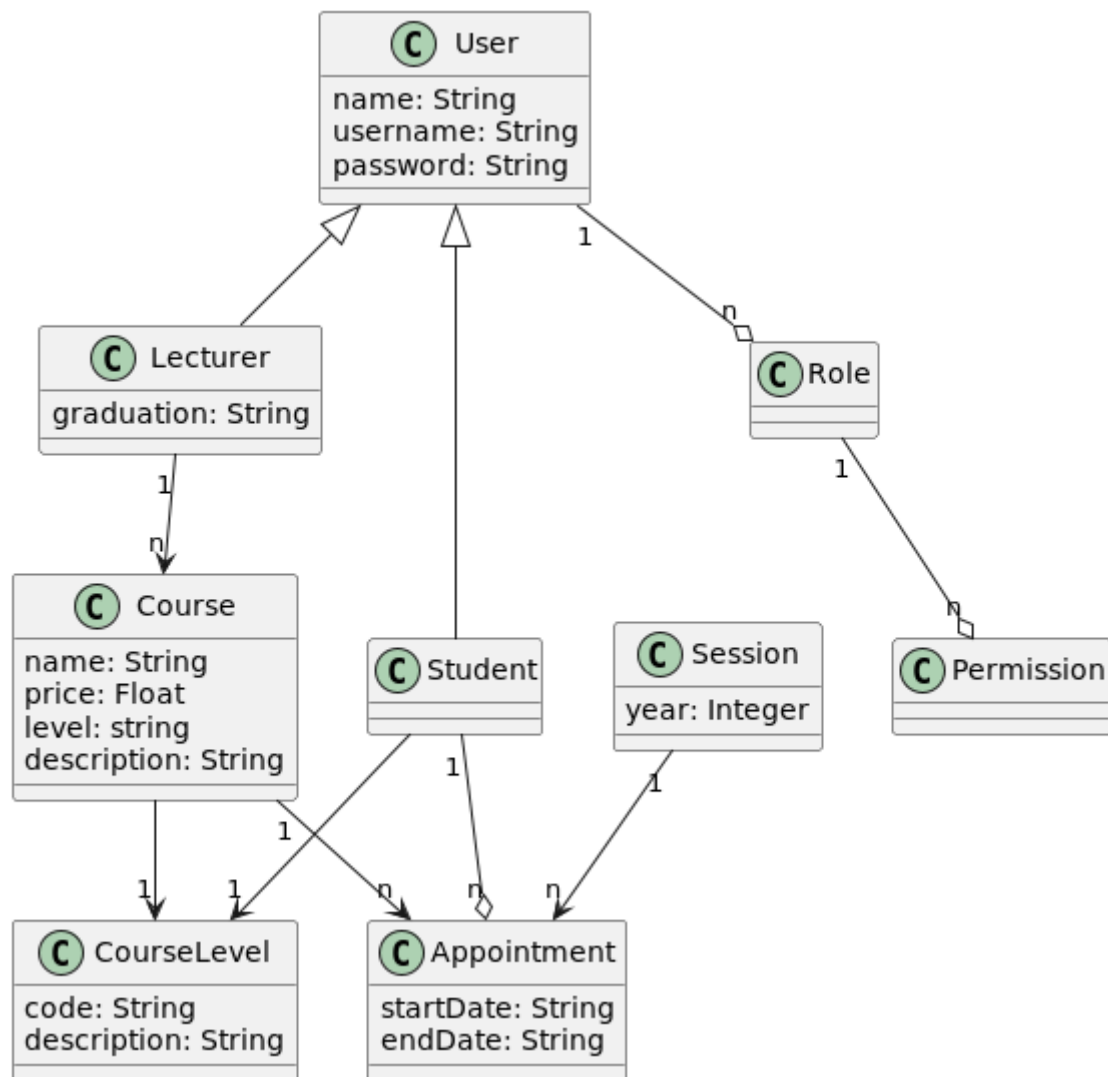 C User
name: String
username: String
password: String
1
n
C Lecturer
graduation: String
C Role
1
n
1
n
C Course
name: String
price: Float
level: string
description: String
C Student
C Session
year: Integer
C Permission
1
1
1
1
1
n
n
n
C CourseLevel
code: String
description: String
C Appointment
startDate: String
endDate: String